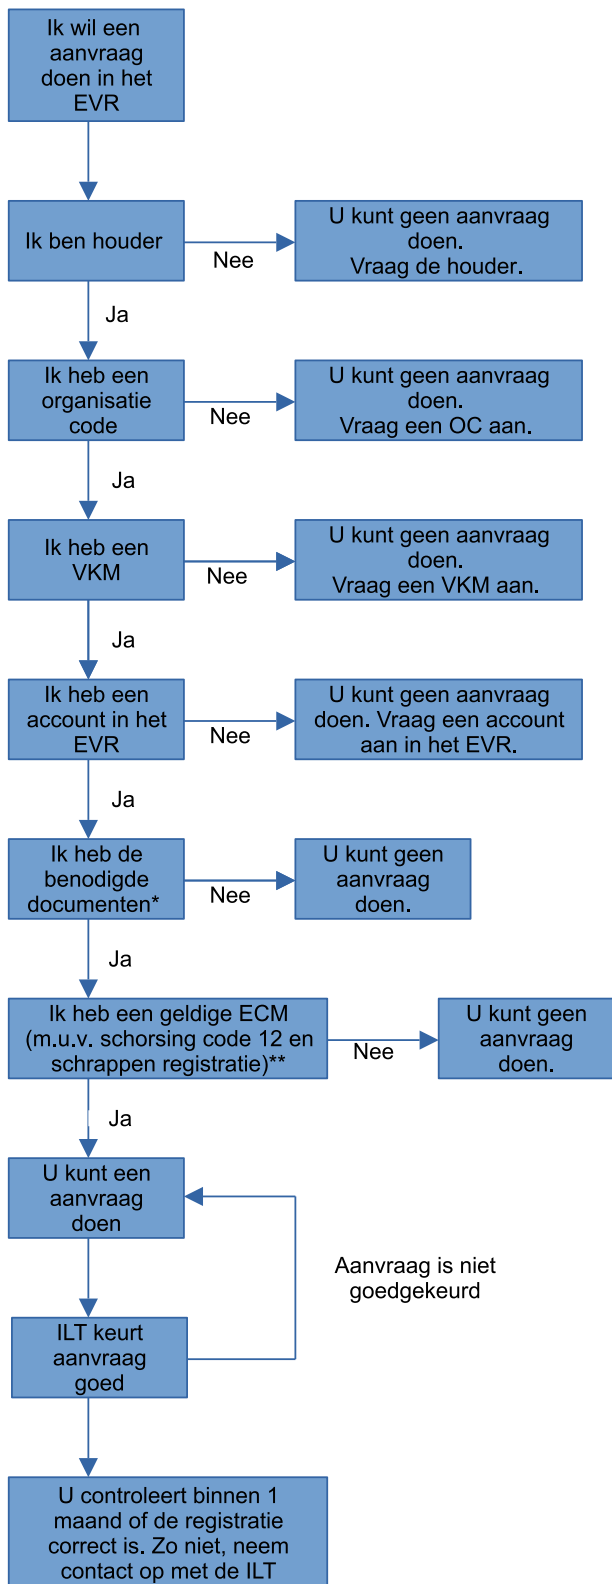 Ik wil een
aanvraag
doen in het
EVR
Ik ben houder
Nee
U kunt geen aanvraag
doen.
Vraag de houder.
Ja
Ik heb een
organisatie
code
Nee
U kunt geen aanvraag
doen.
Vraag een OC aan.
Ja
Ik heb een
VKM
Nee
U kunt geen aanvraag
doen.
Vraag een VKM aan.
Ja
Ik heb een
account in het
EVR
Nee
U kunt geen aanvraag
doen. Vraag een account
aan in het EVR.
Ja
Ik heb de
benodigde
documenten*
Nee
U kunt geen
aanvraag
doen.
Ja
Ik heb een geldige ECM
(m.u.v. schorsing code 12 en
schrappen registratie)**
Nee
U kunt geen
aanvraag
doen.
Ja
U kunt een
aanvraag
doen
Aanvraag is niet
goedgekeurd
ILT keurt
aanvraag
goed
U controleert binnen 1
maand of de registratie
correct is. Zo niet, neem
contact op met de ILT